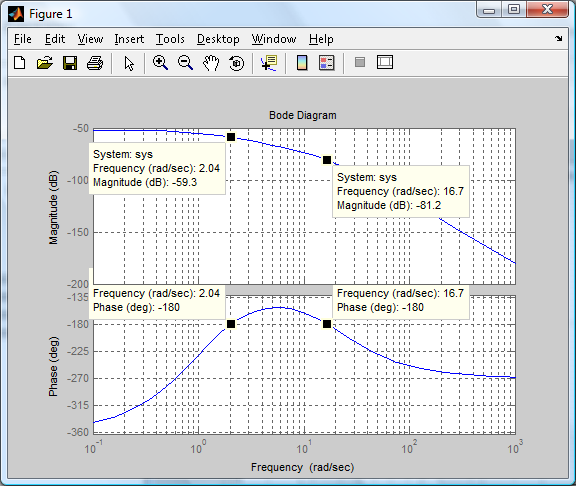 Figure 1
File Edit View Insert Tools Desktop Window Help
Bode Diagram
Magnitude (dB)
-50
-100
-150
-200
System: sys
Frequency (rad/sec): 2.04
Magnitude (dB): -59.3
System: sys
Frequency (rad/sec): 16.7
Magnitude (dB): -81.2
Phase (deg)
-135
-180
-225
-270
-315
-360
Frequency (rad/sec): 2.04
Phase (deg): -180
Frequency (rad/sec): 16.7
Phase (deg): -180
10^-1 10^0 10^1 10^2 10^3
Frequency (rad/sec)